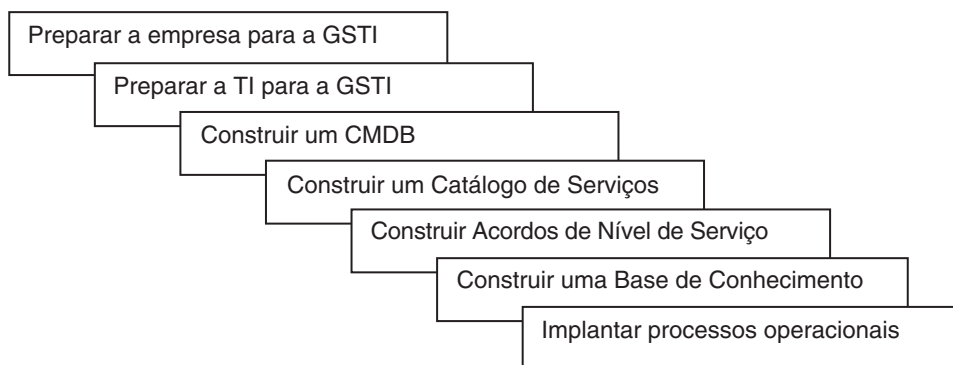 Preparar a empresa para a GSTI
Preparar a TI para a GSTI
Construir um CMDB
Construir um Catálogo de Serviços
Construir Acordos de Nível de Serviço
Construir uma Base de Conhecimento
Implantar processos operacionais